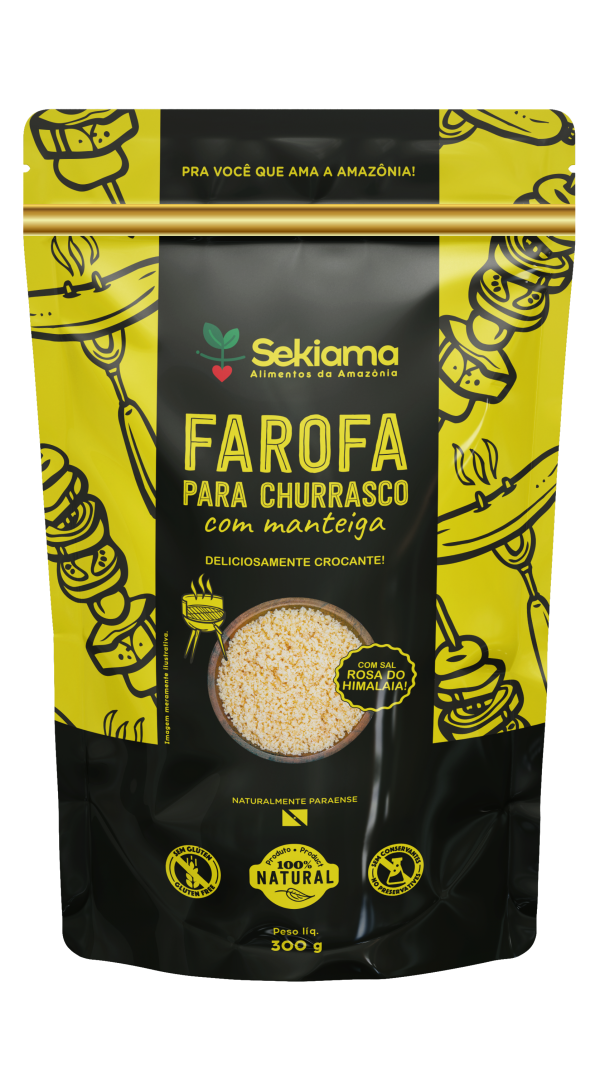 PRA VOCÊ QUE AMA A AMAZÔNIA!
Sekiama
Alimentos da Amazônia
FAROFA
PARA CHURRASCO
com manteiga
DELICIOSAMENTE CROCANTE!
COM SAL
ROSA DO
HIMALAIA!
Imagem meramente ilustrativa.
NATURALMENTE PARAENSE
SEM GLÚTEN
GLUTEN FREE
Produto • Product
100%
NATURAL
SEM CONSERVANTES
NO PRESERVATIVES
Peso líq.
300 g